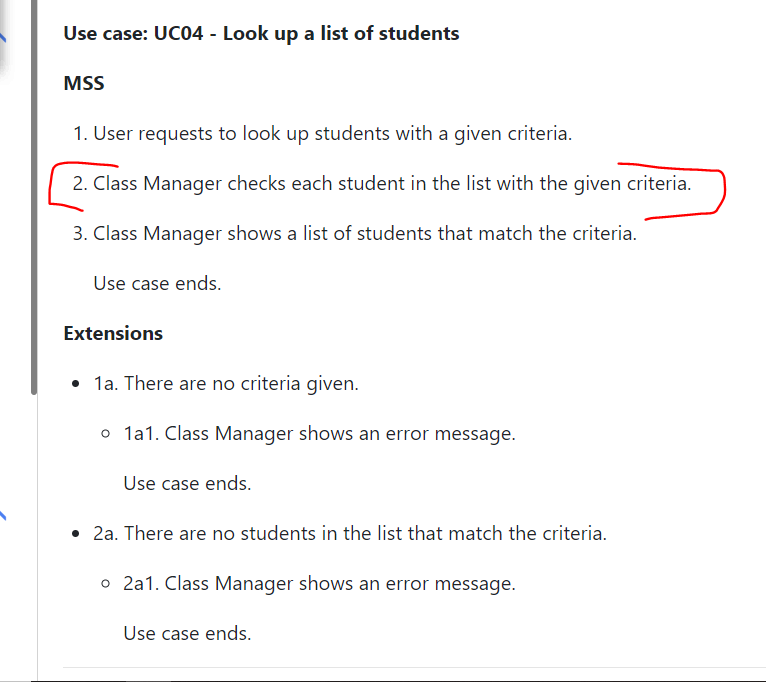 Use case: UC04 - Look up a list of students
MSS
1. User requests to look up students with a given criteria.
2. Class Manager checks each student in the list with the given criteria.
3. Class Manager shows a list of students that match the criteria.
Use case ends.
Extensions
• 1a. There are no criteria given.
○ 1a1. Class Manager shows an error message.
Use case ends.
• 2a. There are no students in the list that match the criteria.
○ 2a1. Class Manager shows an error message.
Use case ends.